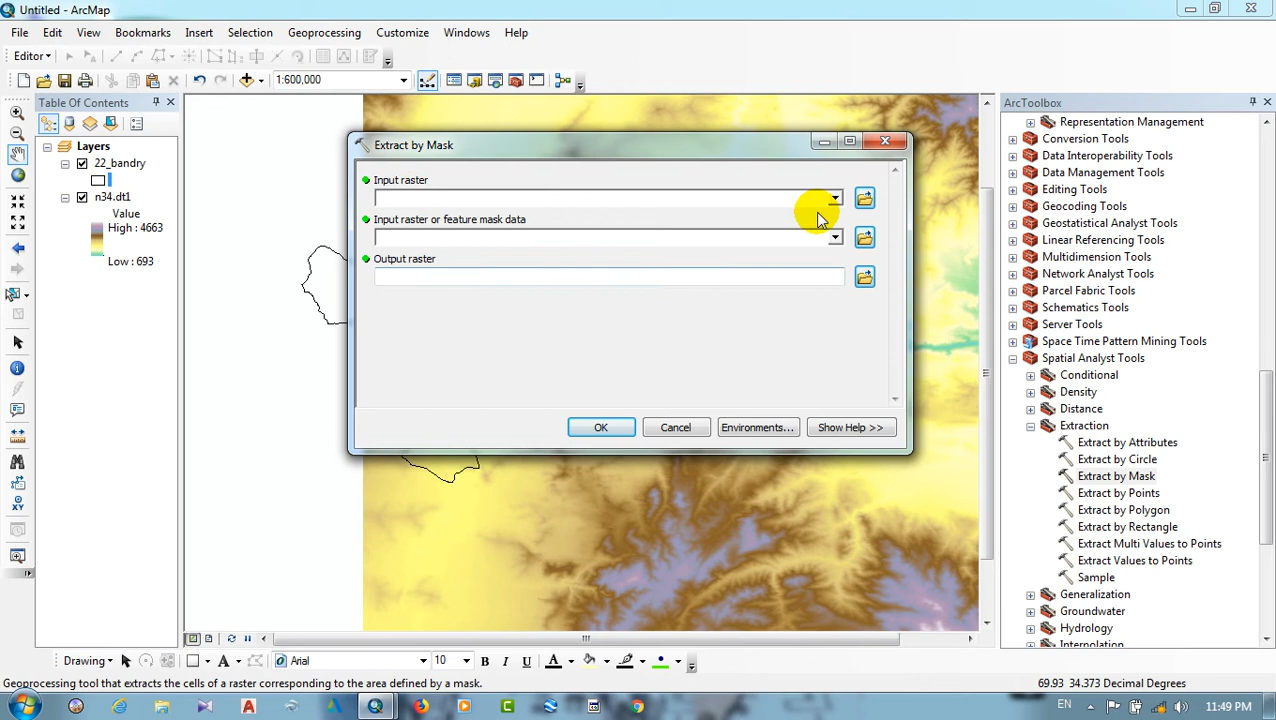 Untitled - ArcMap
File Edit View Bookmarks Insert Selection Geoprocessing Customize Windows Help
Editor
1:600,000
Table Of Contents
Layers
22_bandry
n34.dt1
Value
High : 4663
Low : 693
Extract by Mask
Input raster
Input raster or feature mask data
Output raster
OK Cancel Environments... Show Help >>
ArcToolbox
Representation Management
Conversion Tools
Data Interoperability Tools
Data Management Tools
Editing Tools
Geocoding Tools
Geostatistical Analyst Tools
Linear Referencing Tools
Multidimension Tools
Network Analyst Tools
Parcel Fabric Tools
Schematics Tools
Server Tools
Space Time Pattern Mining Tools
Spatial Analyst Tools
Conditional
Density
Distance
Extraction
Extract by Attributes
Extract by Circle
Extract by Mask
Extract by Points
Extract by Polygon
Extract by Rectangle
Extract Multi Values to Points
Extract Values to Points
Sample
Generalization
Groundwater
Hydrology
Interpolation
Drawing Arial 10 B I U A
Geoprocessing tool that extracts the cells of a raster corresponding to the area defined by a mask.
69.93 34.373 Decimal Degrees
EN 11:49 PM